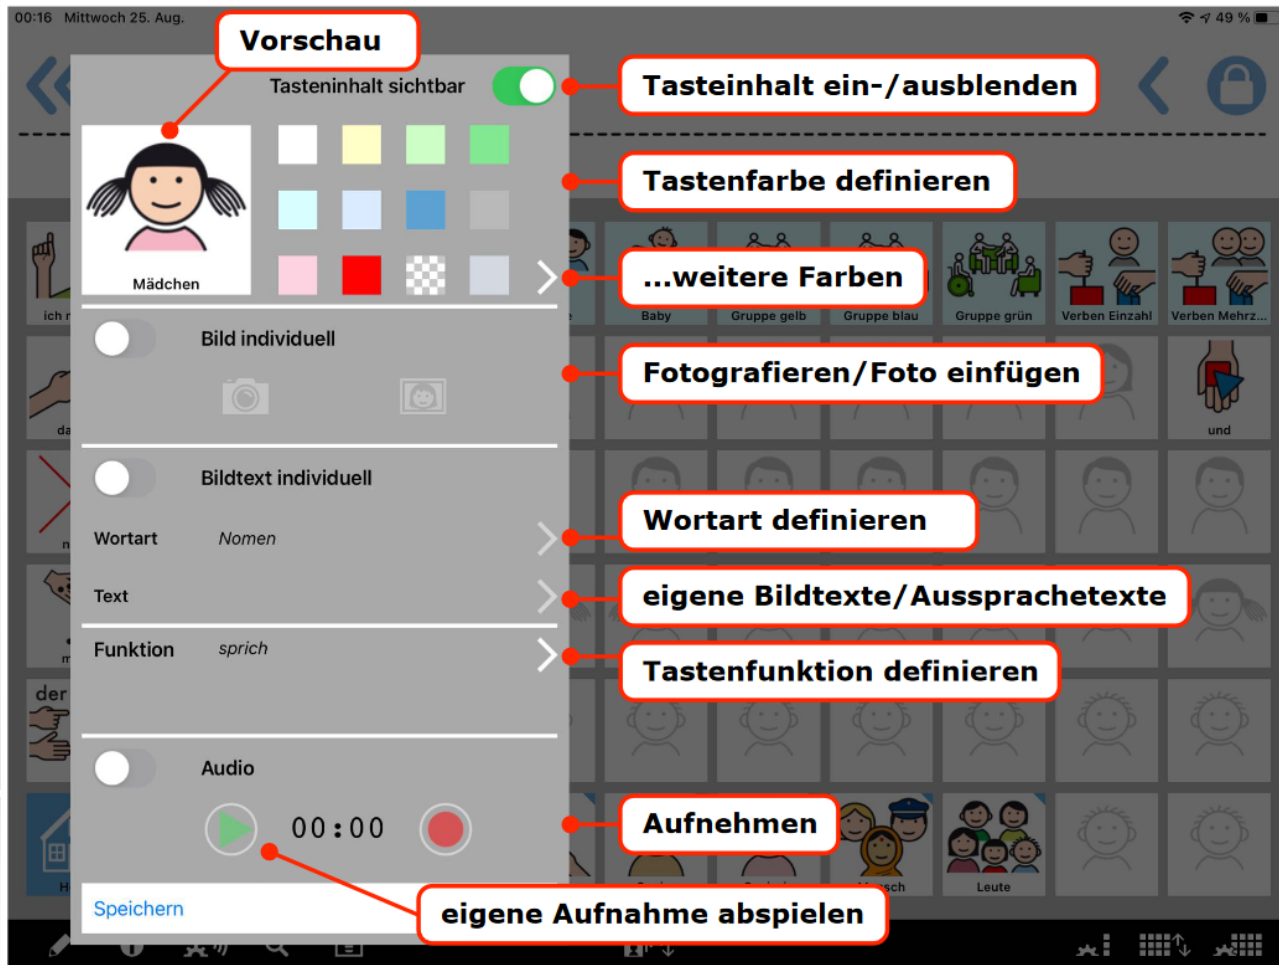 00:16 Mittwoch 25. Aug.
49 %
Vorschau
Tasteninhalt sichtbar
Tasteinhalt ein-/ausblenden
Tastenfarbe definieren
Mädchen
...weitere Farben
Baby
Gruppe gelb
Gruppe blau
Gruppe grün
Verben Einzahl
Verben Mehrz...
Bild individuell
Fotografieren/Foto einfügen
und
Bildtext individuell
Wortart definieren
Wortart Nomen
Text
eigene Bildtexte/Aussprachetexte
Funktion sprich
Tastenfunktion definieren
der
Audio
00:00
Aufnehmen
Leute
Speichern
eigene Aufnahme abspielen